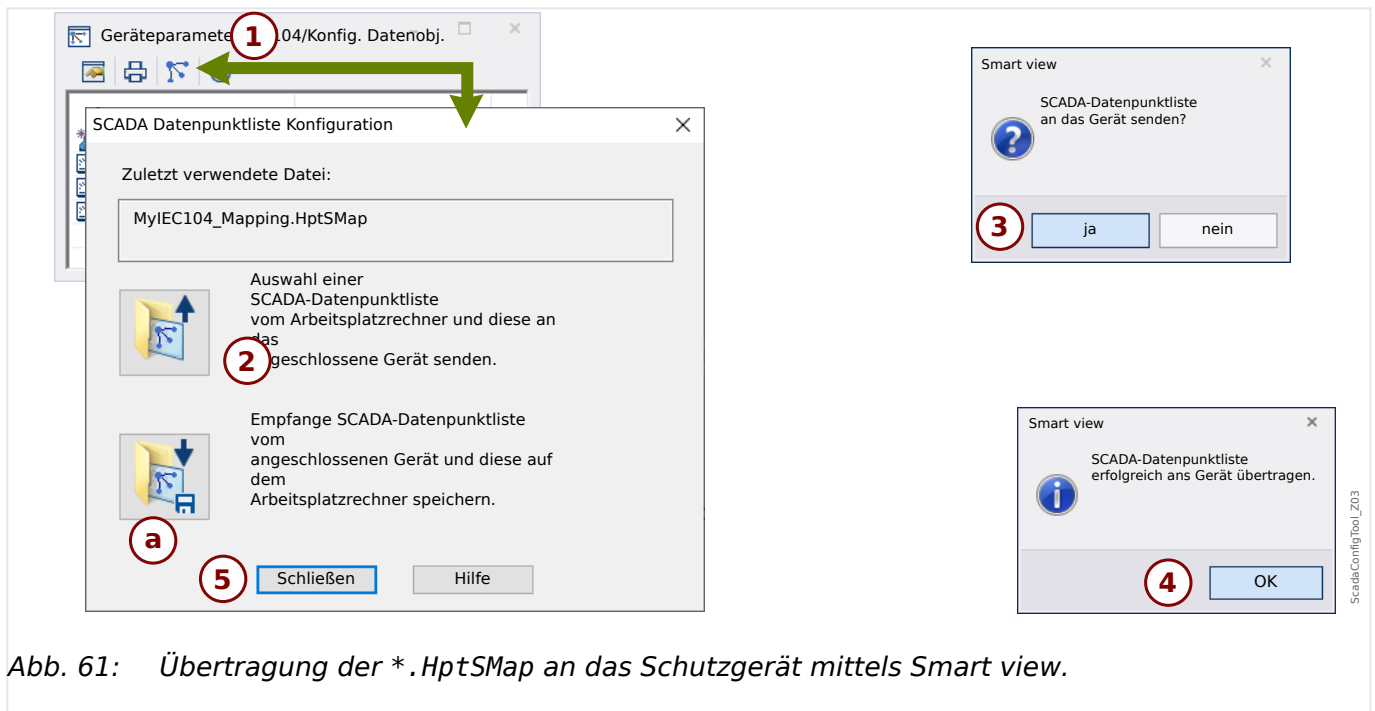 Geräteparamete 1 104/Konfig. Datenobj.
SCADA Datenpunktliste Konfiguration
Zuletzt verwendete Datei:
MyIEC104_Mapping.HptSMap
Auswahl einer
SCADA-Datenpunktliste
vom Arbeitsplatzrechner und diese an
das
2 geschlossene Gerät senden.
Empfange SCADA-Datenpunktliste
vom
angeschlossenen Gerät und diese auf
dem
Arbeitsplatzrechner speichern.
a
5 Schließen Hilfe
Smart view
SCADA-Datenpunktliste
an das Gerät senden?
3 ja nein
Smart view
SCADA-Datenpunktliste
erfolgreich ans Gerät übertragen.
4 OK
ScadaConfigTool_Z03
Abb. 61: Übertragung der *.HptSMap an das Schutzgerät mittels Smart view.